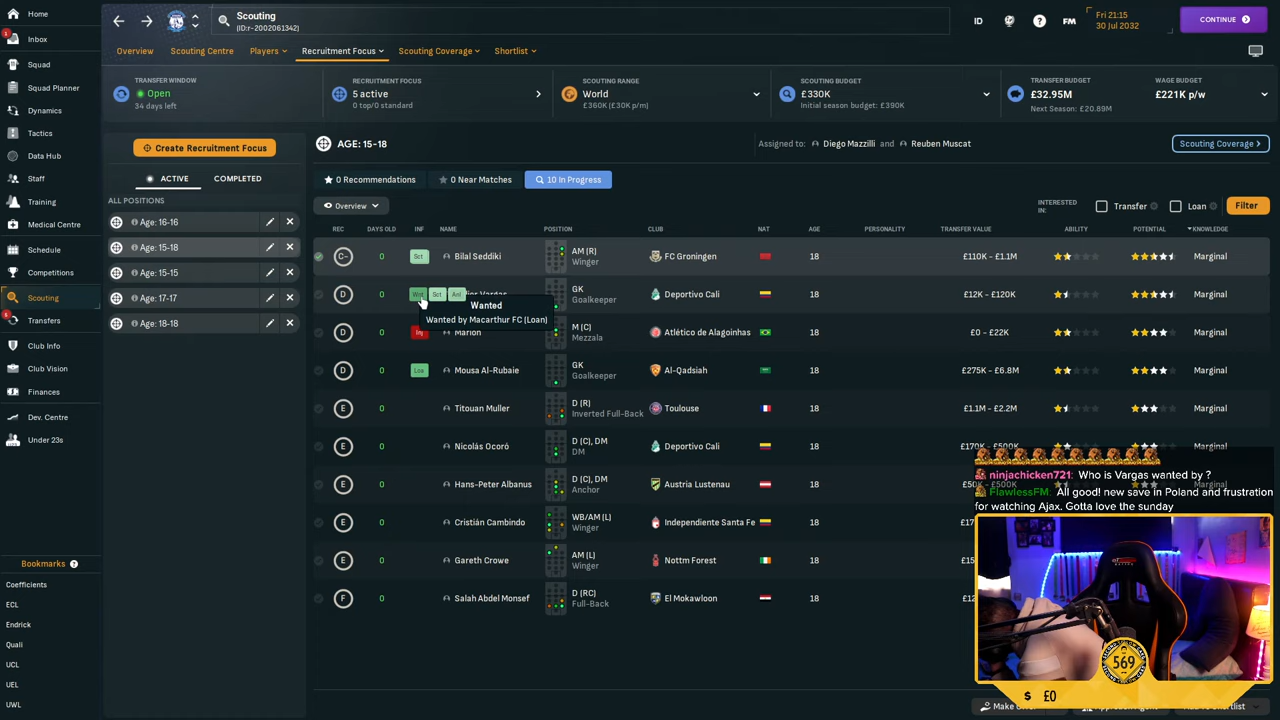 Home
Scouting
(ID:r-2002061342)
ID
FM
Fri 21:15
30 Jul 2032
CONTINUE
1
Inbox
Overview
Scouting Centre
Players
Recruitment Focus
Scouting Coverage
Shortlist
Squad
Squad Planner
Dynamics
Tactics
Data Hub
Staff
Training
Medical Centre
Schedule
Competitions
Scouting
3
Transfers
Club Info
Club Vision
Finances
Dev. Centre
Under 23s
Bookmarks
Coefficients
ECL
Endrick
Quali
UCL
UEL
UWL
TRANSFER WINDOW
Open
34 days left
RECRUITMENT FOCUS
5 active
0 top/0 standard
SCOUTING RANGE
World
£360K (£30K p/m)
SCOUTING BUDGET
£330K
Initial season budget: £390K
TRANSFER BUDGET
£32.95M
Next Season: £20.89M
WAGE BUDGET
£221K p/w
Create Recruitment Focus
ACTIVE
COMPLETED
ALL POSITIONS
Age: 16-16
Age: 15-18
Age: 15-15
Age: 17-17
Age: 18-18
AGE: 15-18
Assigned to: Diego Mazzilli and Reuben Muscat
Scouting Coverage
0 Recommendations
0 Near Matches
10 In Progress
Overview
INTERESTED IN:
Transfer
Loan
Filter
REC DAYS OLD INF NAME POSITION CLUB NAT AGE PERSONALITY TRANSFER VALUE ABILITY POTENTIAL KNOWLEDGE
C- 0 Sct Bilal Seddiki AM (R) Winger FC Groningen 18 £110K - £1.1M Marginal
D 0 Wnt Sct GK Goalkeeper Deportivo Cali 18 £12K - £120K Marginal
Wanted
Wanted by Macarthur FC (Loan)
D 0 Inj Marlon M (C) Mezzala Atlético de Alagoinhas 18 £0 - £22K Marginal
D 0 Loa Mousa Al-Rubaie GK Goalkeeper Al-Qadsiah 18 £275K - £6.8M Marginal
E 0 Titouan Muller D (R) Inverted Full-Back Toulouse 18 £1.1M - £2.2M Marginal
E 0 Nicolás Ocoró D (C), DM DM Deportivo Cali 18 £170K - £500K Marginal
E 0 Hans-Peter Albanus D (C), DM Anchor Austria Lustenau 18
E 0 Cristián Cambindo WB/AM (L) Winger Independiente Santa Fe 18
E 0 Gareth Crowe AM (L) Winger Nottm Forest 18
F 0 Salah Abdel Monsef D (RC) Full-Back El Mokawloon 18
ninjachicken721: Who is Vargas wanted by ?
FlawlessFM: All good! new save in Poland and frustration
for watching Ajax. Gotta love the sunday
569
$ £0